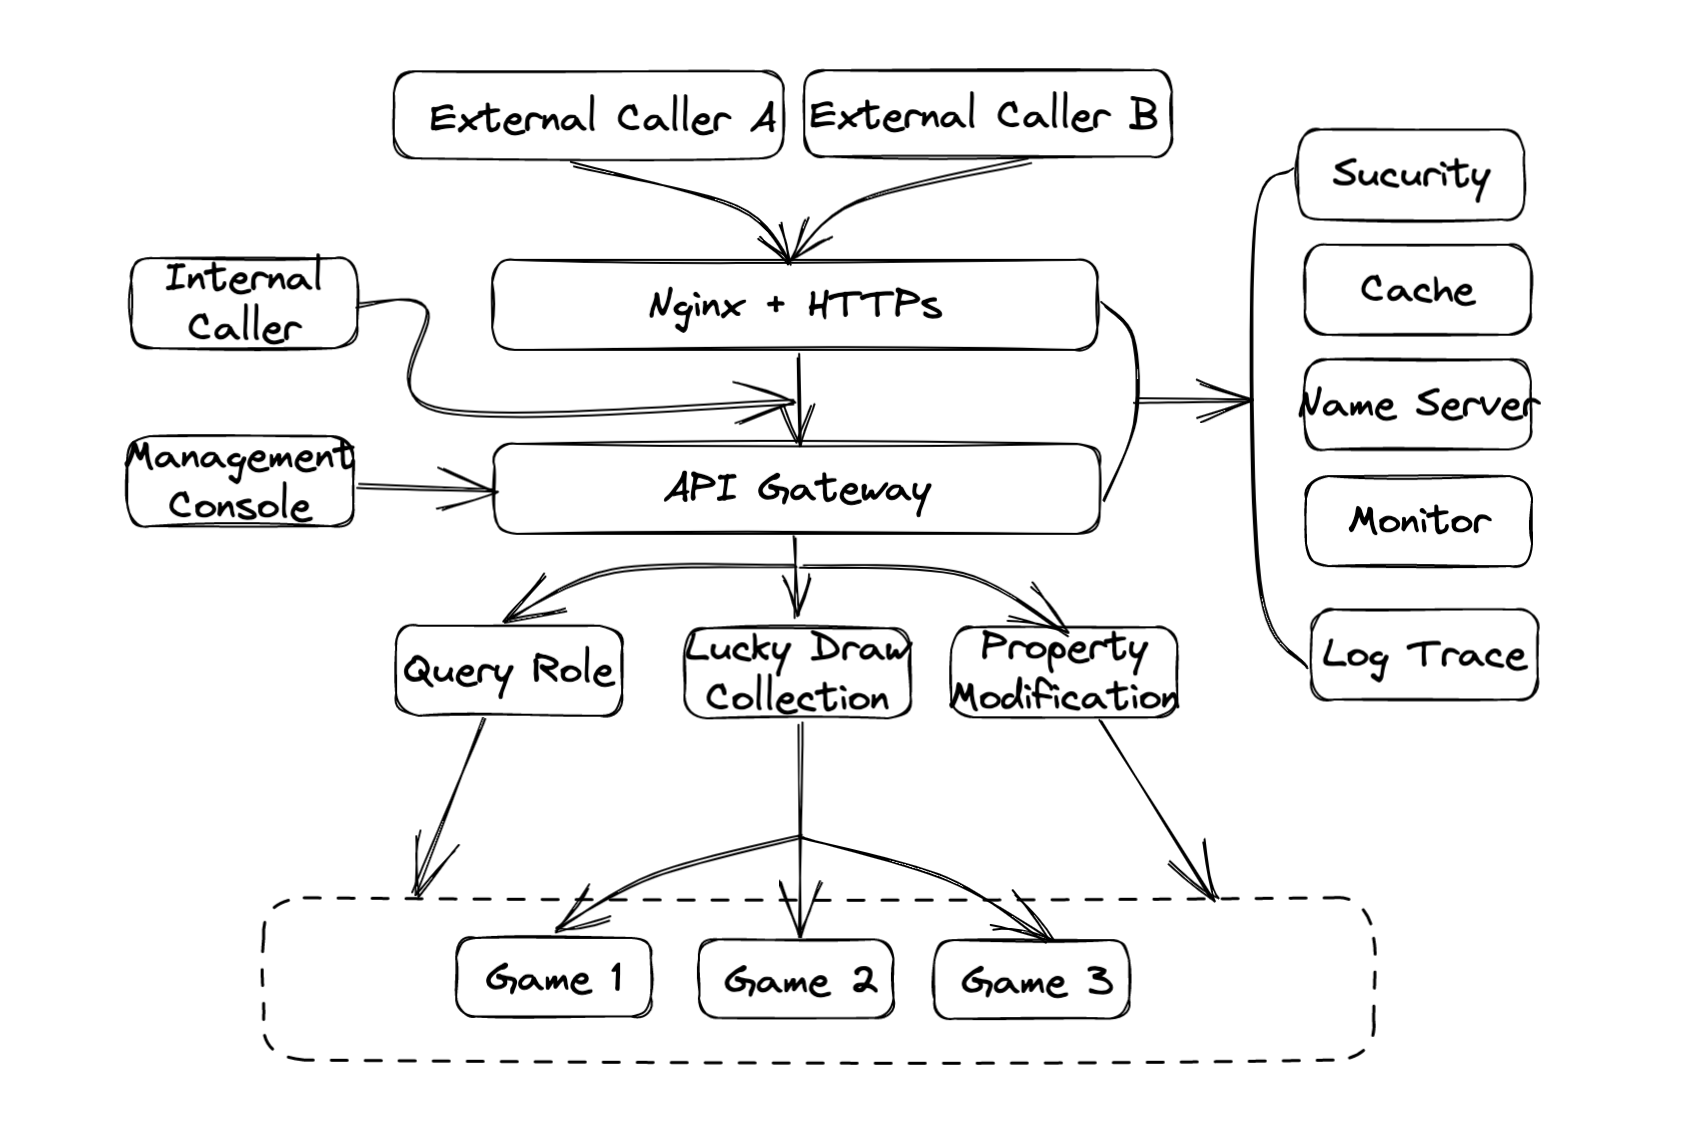 External Caller A
External Caller B
Sucurity
Internal
Caller
Nginx + HTTPs
Cache
Name Server
Management
Console
API Gateway
Monitor
Query Role
Lucky Draw
Collection
Property
Modification
Log Trace
Game 1
Game 2
Game 3